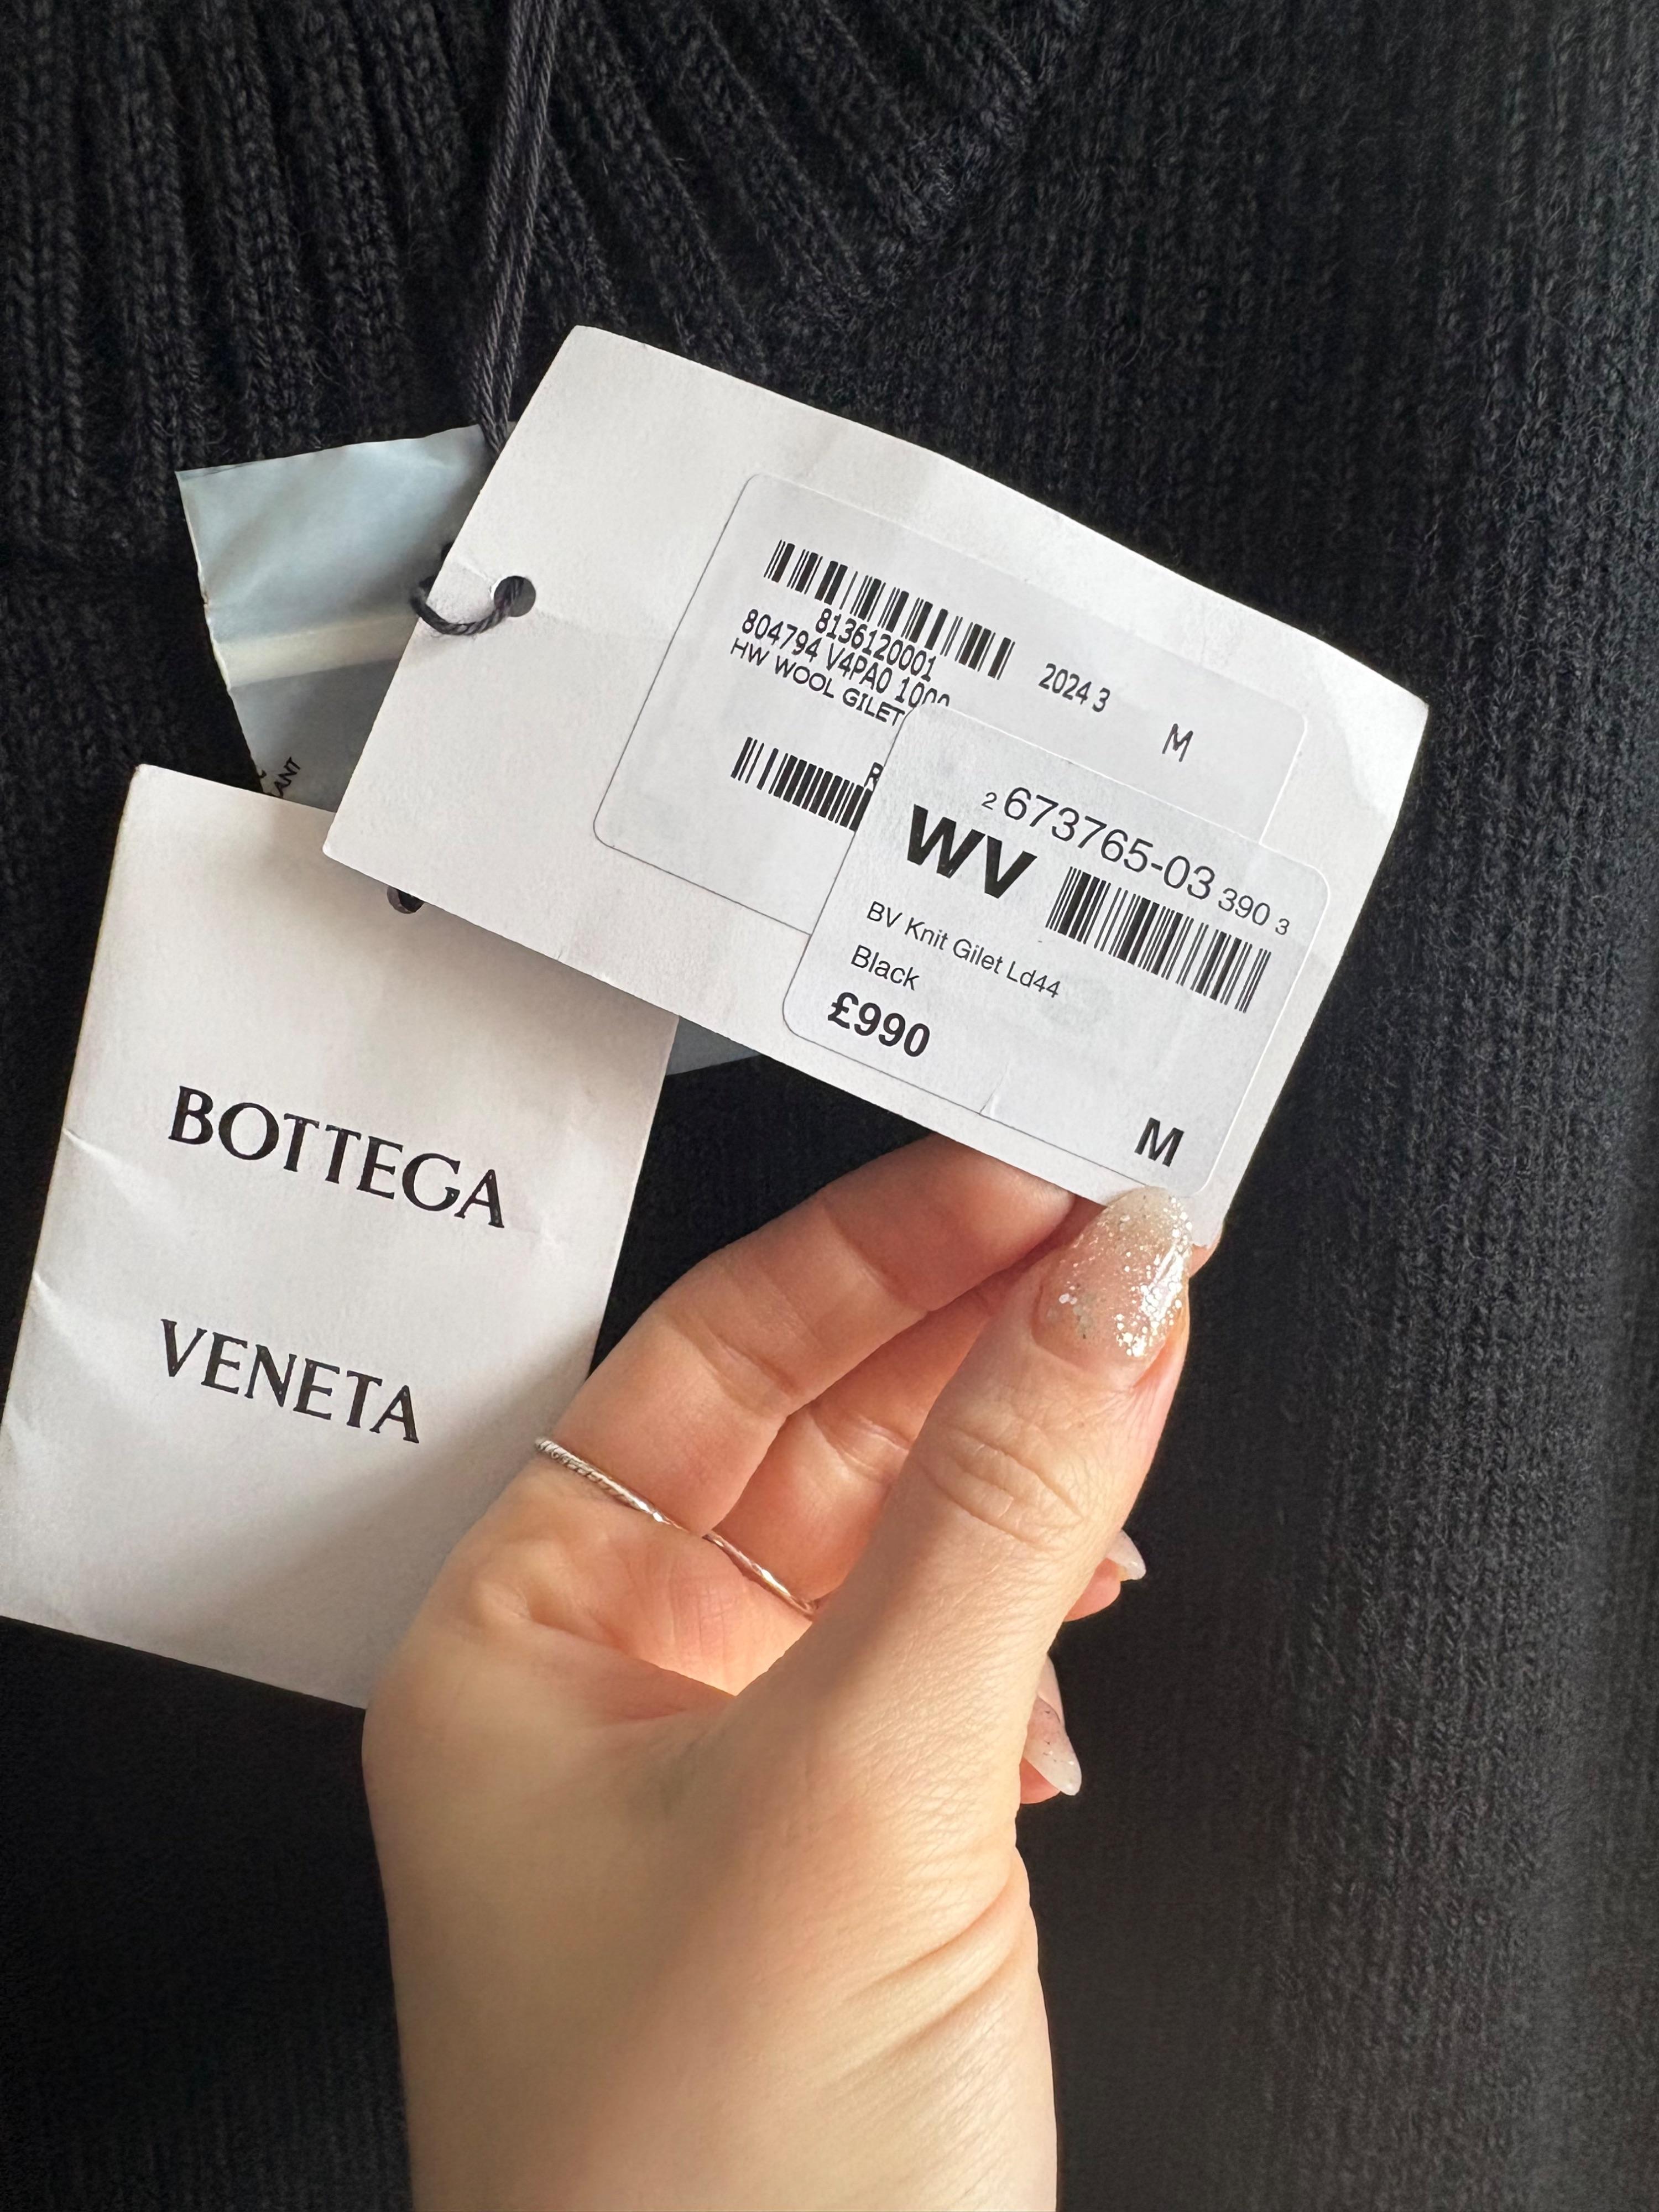 8136120001
2024 3
804794 V4PA0 1000
HW WOOL GILET
M
2 673765-03 390 3
WV
BV Knit Gilet Ld44
Black
£990
M
BOTTEGA
VENETA